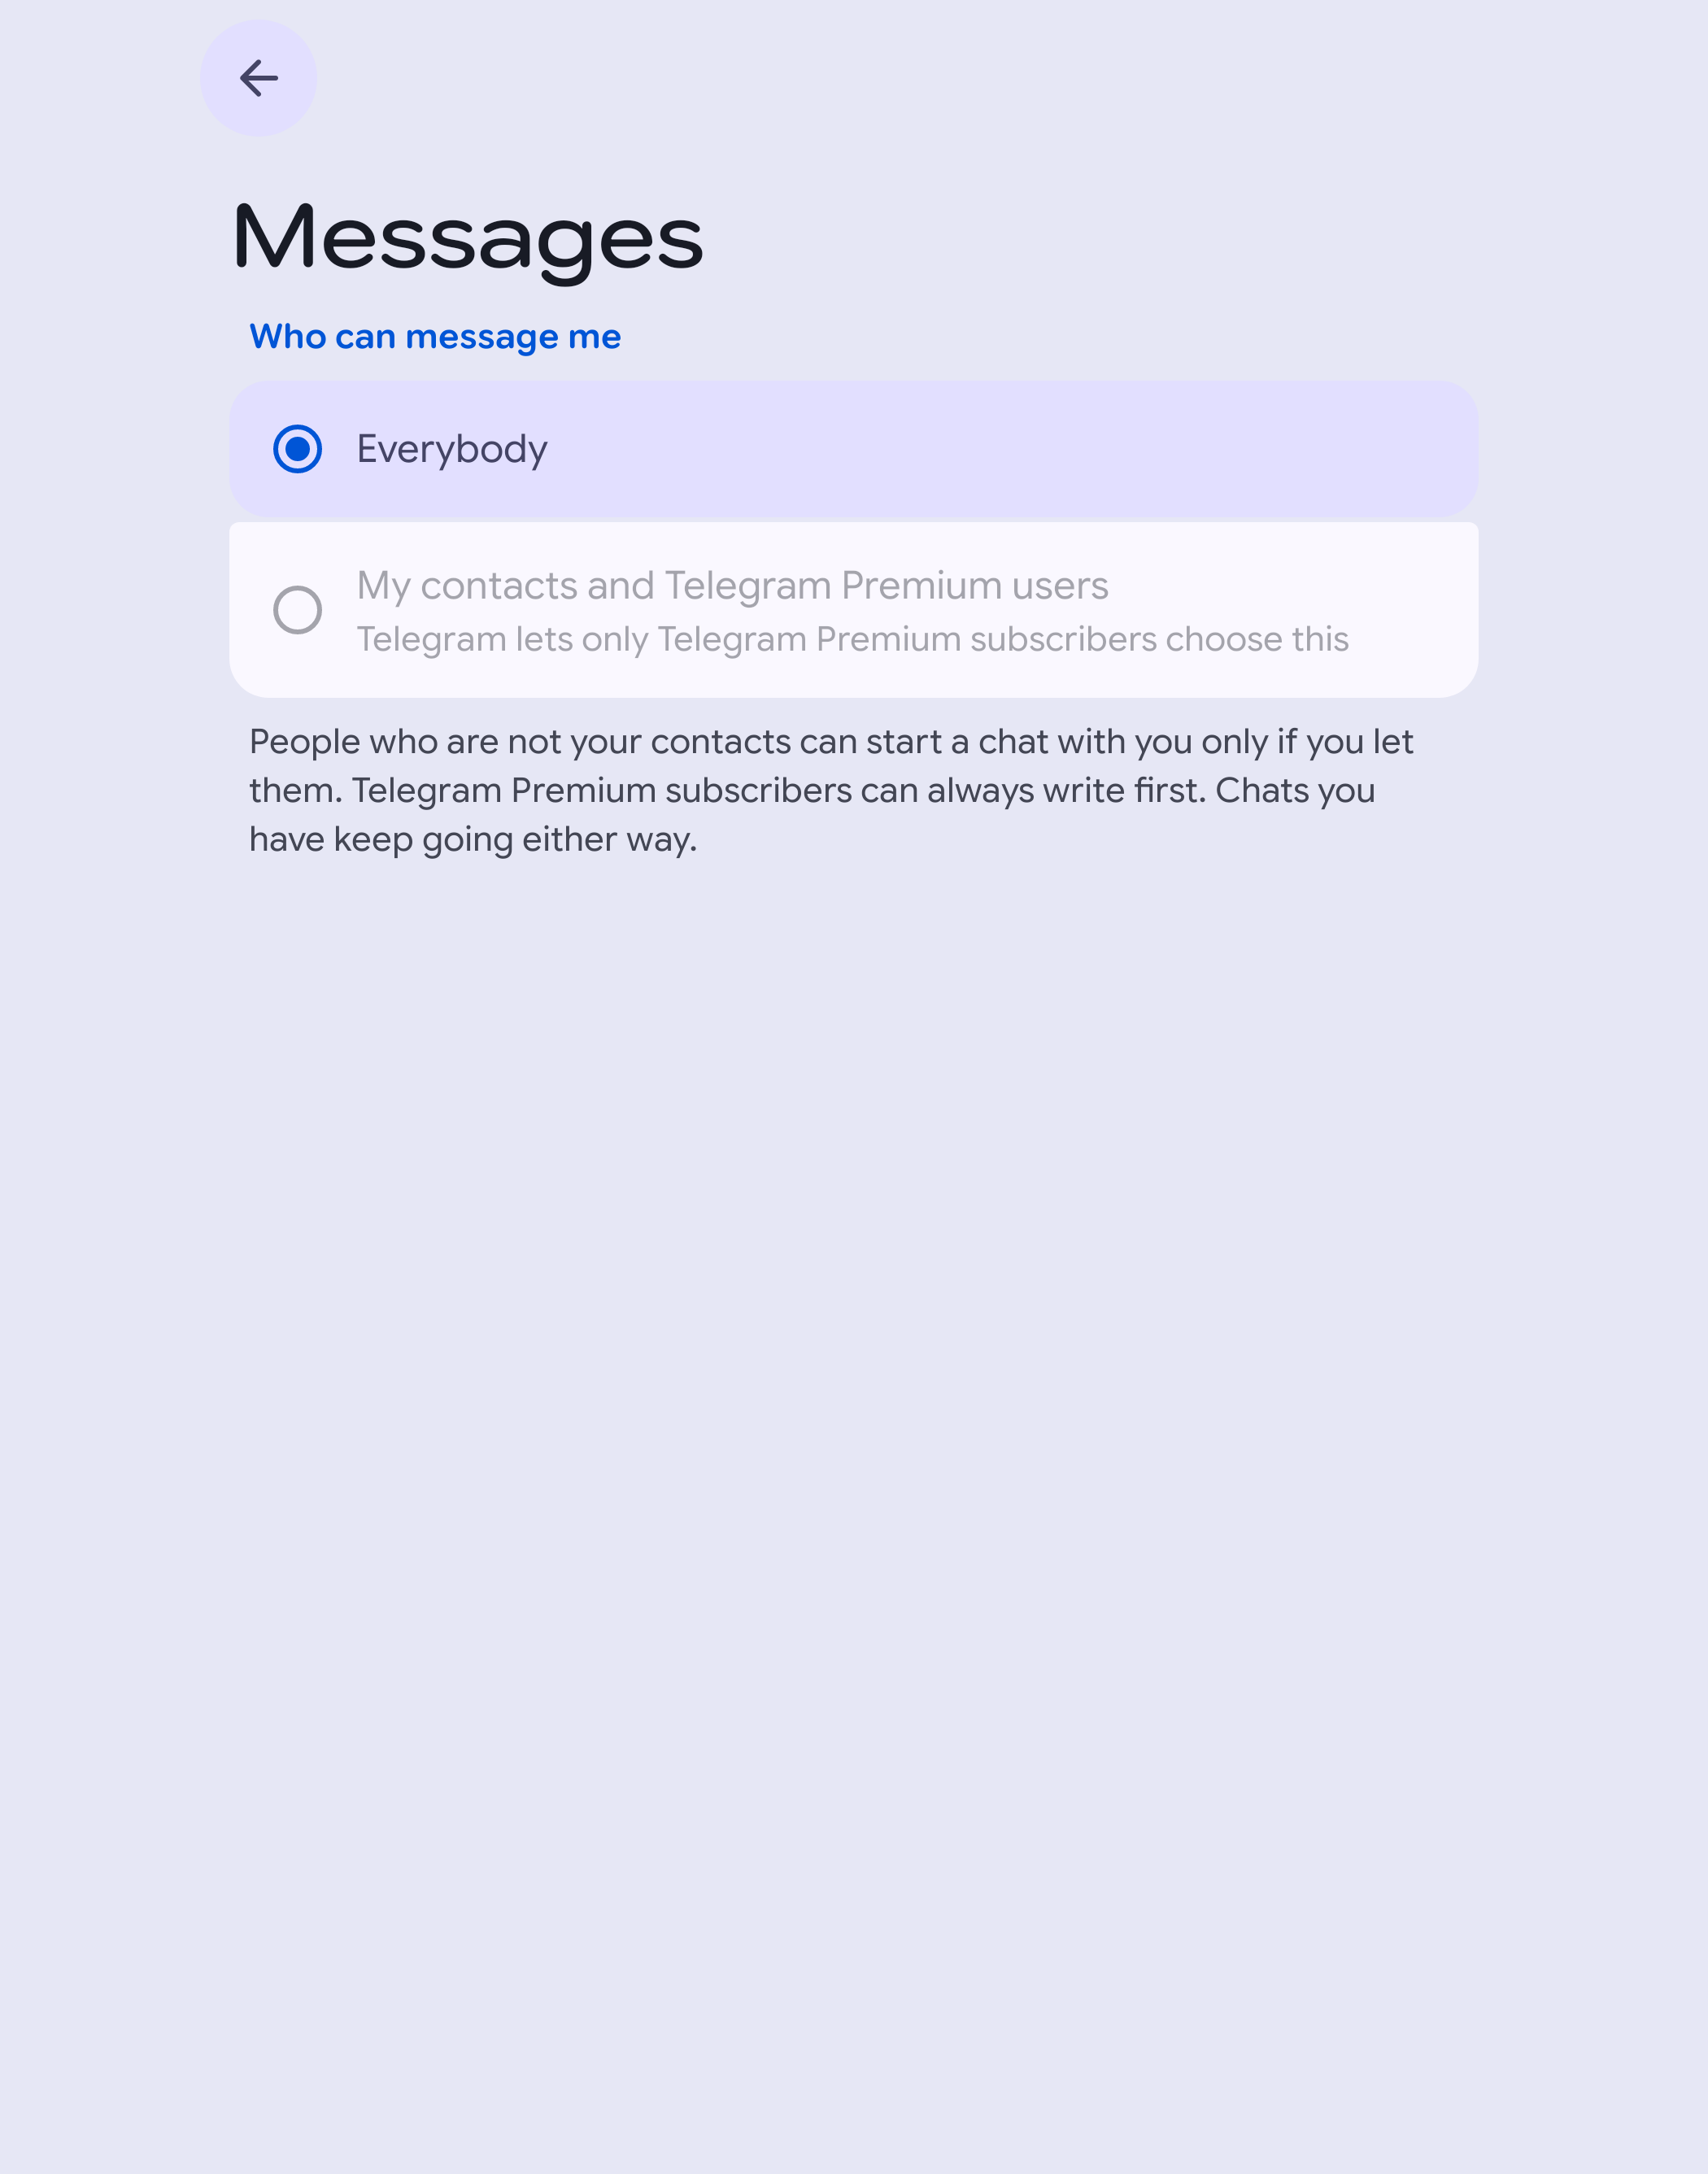 Messages
Who can message me
Everybody
My contacts and Telegram Premium users
Telegram lets only Telegram Premium subscribers choose this
People who are not your contacts can start a chat with you only if you let
them. Telegram Premium subscribers can always write first. Chats you
have keep going either way.